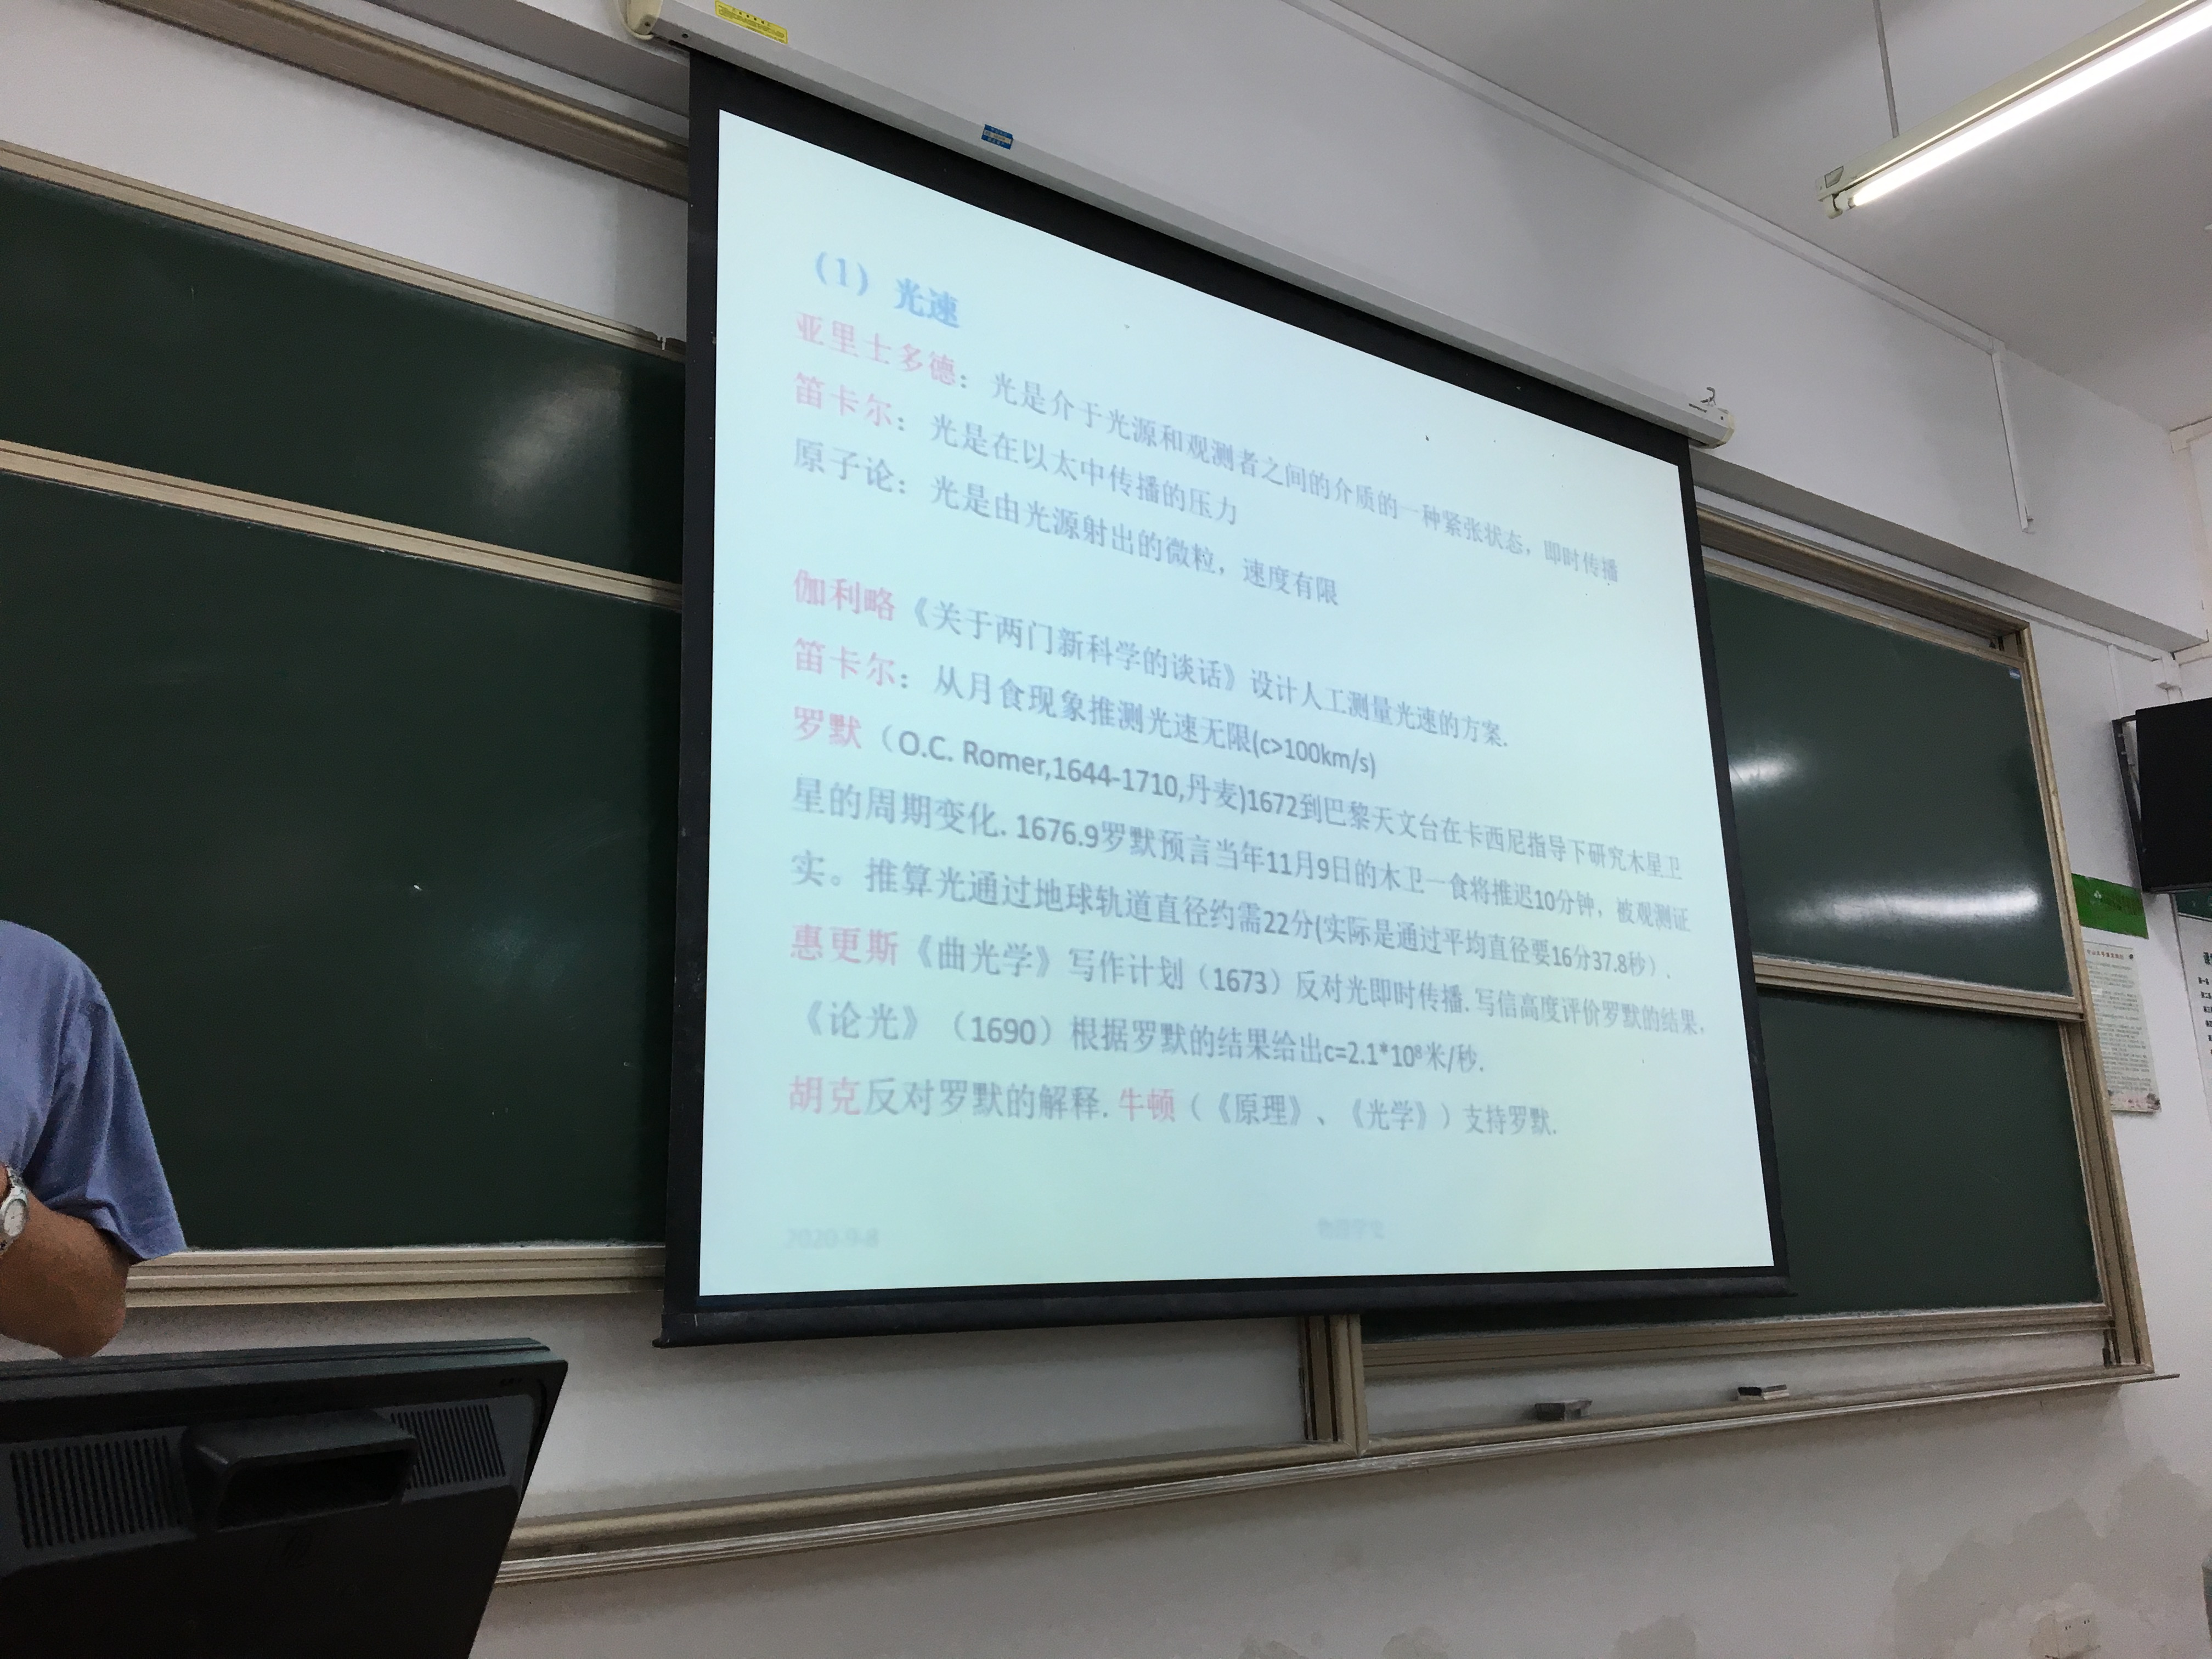 （1）光速
亚里士多德：光是介于光源和观测者之间的介质的一种紧张状态，即时传播
笛卡尔：光是在以太中传播的压力
原子论：光是由光源射出的微粒，速度有限
伽利略《关于两门新科学的谈话》设计人工测量光速的方案.
笛卡尔：从月食现象推测光速无限(c>100km/s)
罗默（O.C. Romer,1644-1710,丹麦)1672到巴黎天文台在卡西尼指导下研究木星卫
星的周期变化. 1676.9罗默预言当年11月9日的木卫一食将推迟10分钟，被观测证
实。推算光通过地球轨道直径约需22分(实际是通过平均直径要16分37.8秒）.
惠更斯《曲光学》写作计划（1673）反对光即时传播. 写信高度评价罗默的结果,
《论光》（1690）根据罗默的结果给出c=2.1*10⁸米/秒.
胡克反对罗默的解释. 牛顿（《原理》、《光学》）支持罗默.
2020-9-8
物理学史